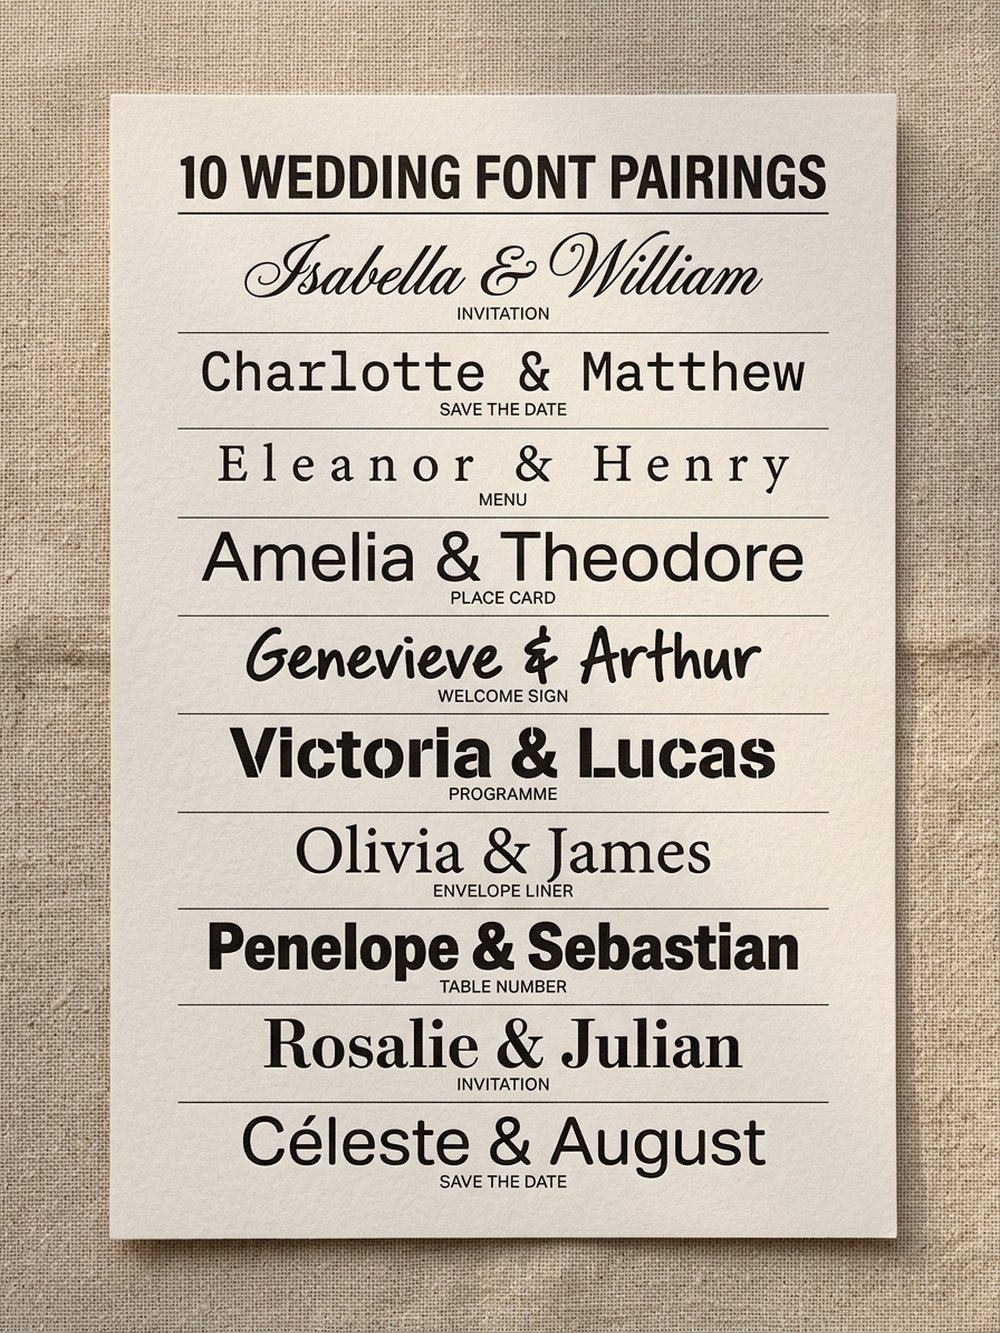 10 WEDDING FONT PAIRINGS
Isabella & William
INVITATION
Charlotte & Matthew
SAVE THE DATE
Eleanor & Henry
MENU
Amelia & Theodore
PLACE CARD
Genevieve & Arthur
WELCOME SIGN
Victoria & Lucas
PROGRAMME
Olivia & James
ENVELOPE LINER
Penelope & Sebastian
TABLE NUMBER
Rosalie & Julian
INVITATION
Céleste & August
SAVE THE DATE